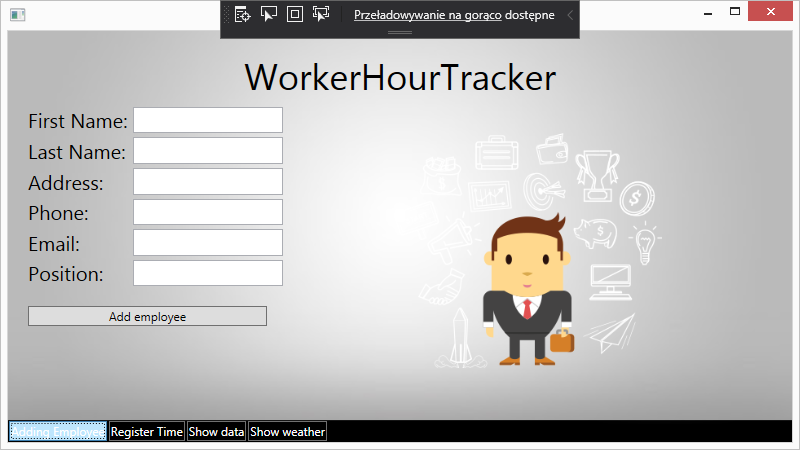 Przeładowywanie na gorąco dostępne
WorkerHourTracker
First Name:
Last Name:
Address:
Phone:
Email:
Position:
Add employee
Adding Employee Register Time Show data Show weather